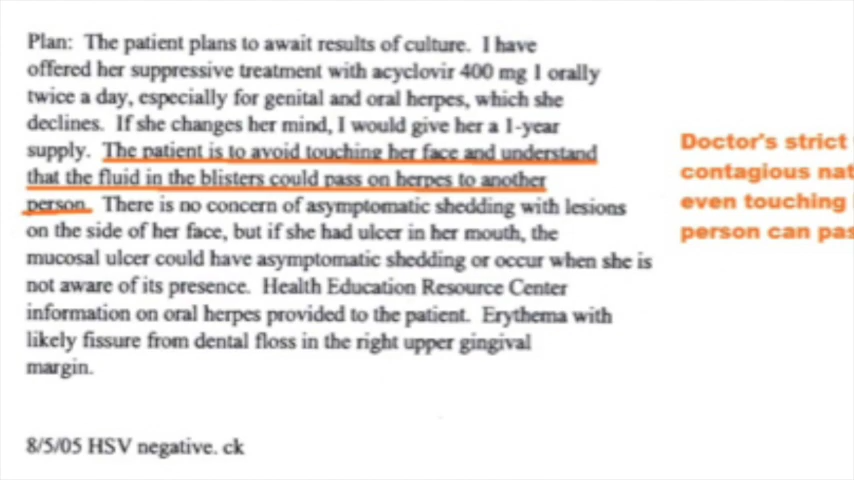 Plan: The patient plans to await results of culture. I have
offered her suppressive treatment with acyclovir 400 mg 1 orally
twice a day, especially for genital and oral herpes, which she
declines. If she changes her mind, I would give her a 1-year
supply. The patient is to avoid touching her face and understand
that the fluid in the blisters could pass on herpes to another
person. There is no concern of asymptomatic shedding with lesions
on the side of her face, but if she had ulcer in her mouth, the
mucosal ulcer could have asymptomatic shedding or occur when she is
not aware of its presence. Health Education Resource Center
information on oral herpes provided to the patient. Erythema with
likely fissure from dental floss in the right upper gingival
margin.
8/5/05 HSV negative. ck
Doctor's strict
contagious nat
even touching
person can pas